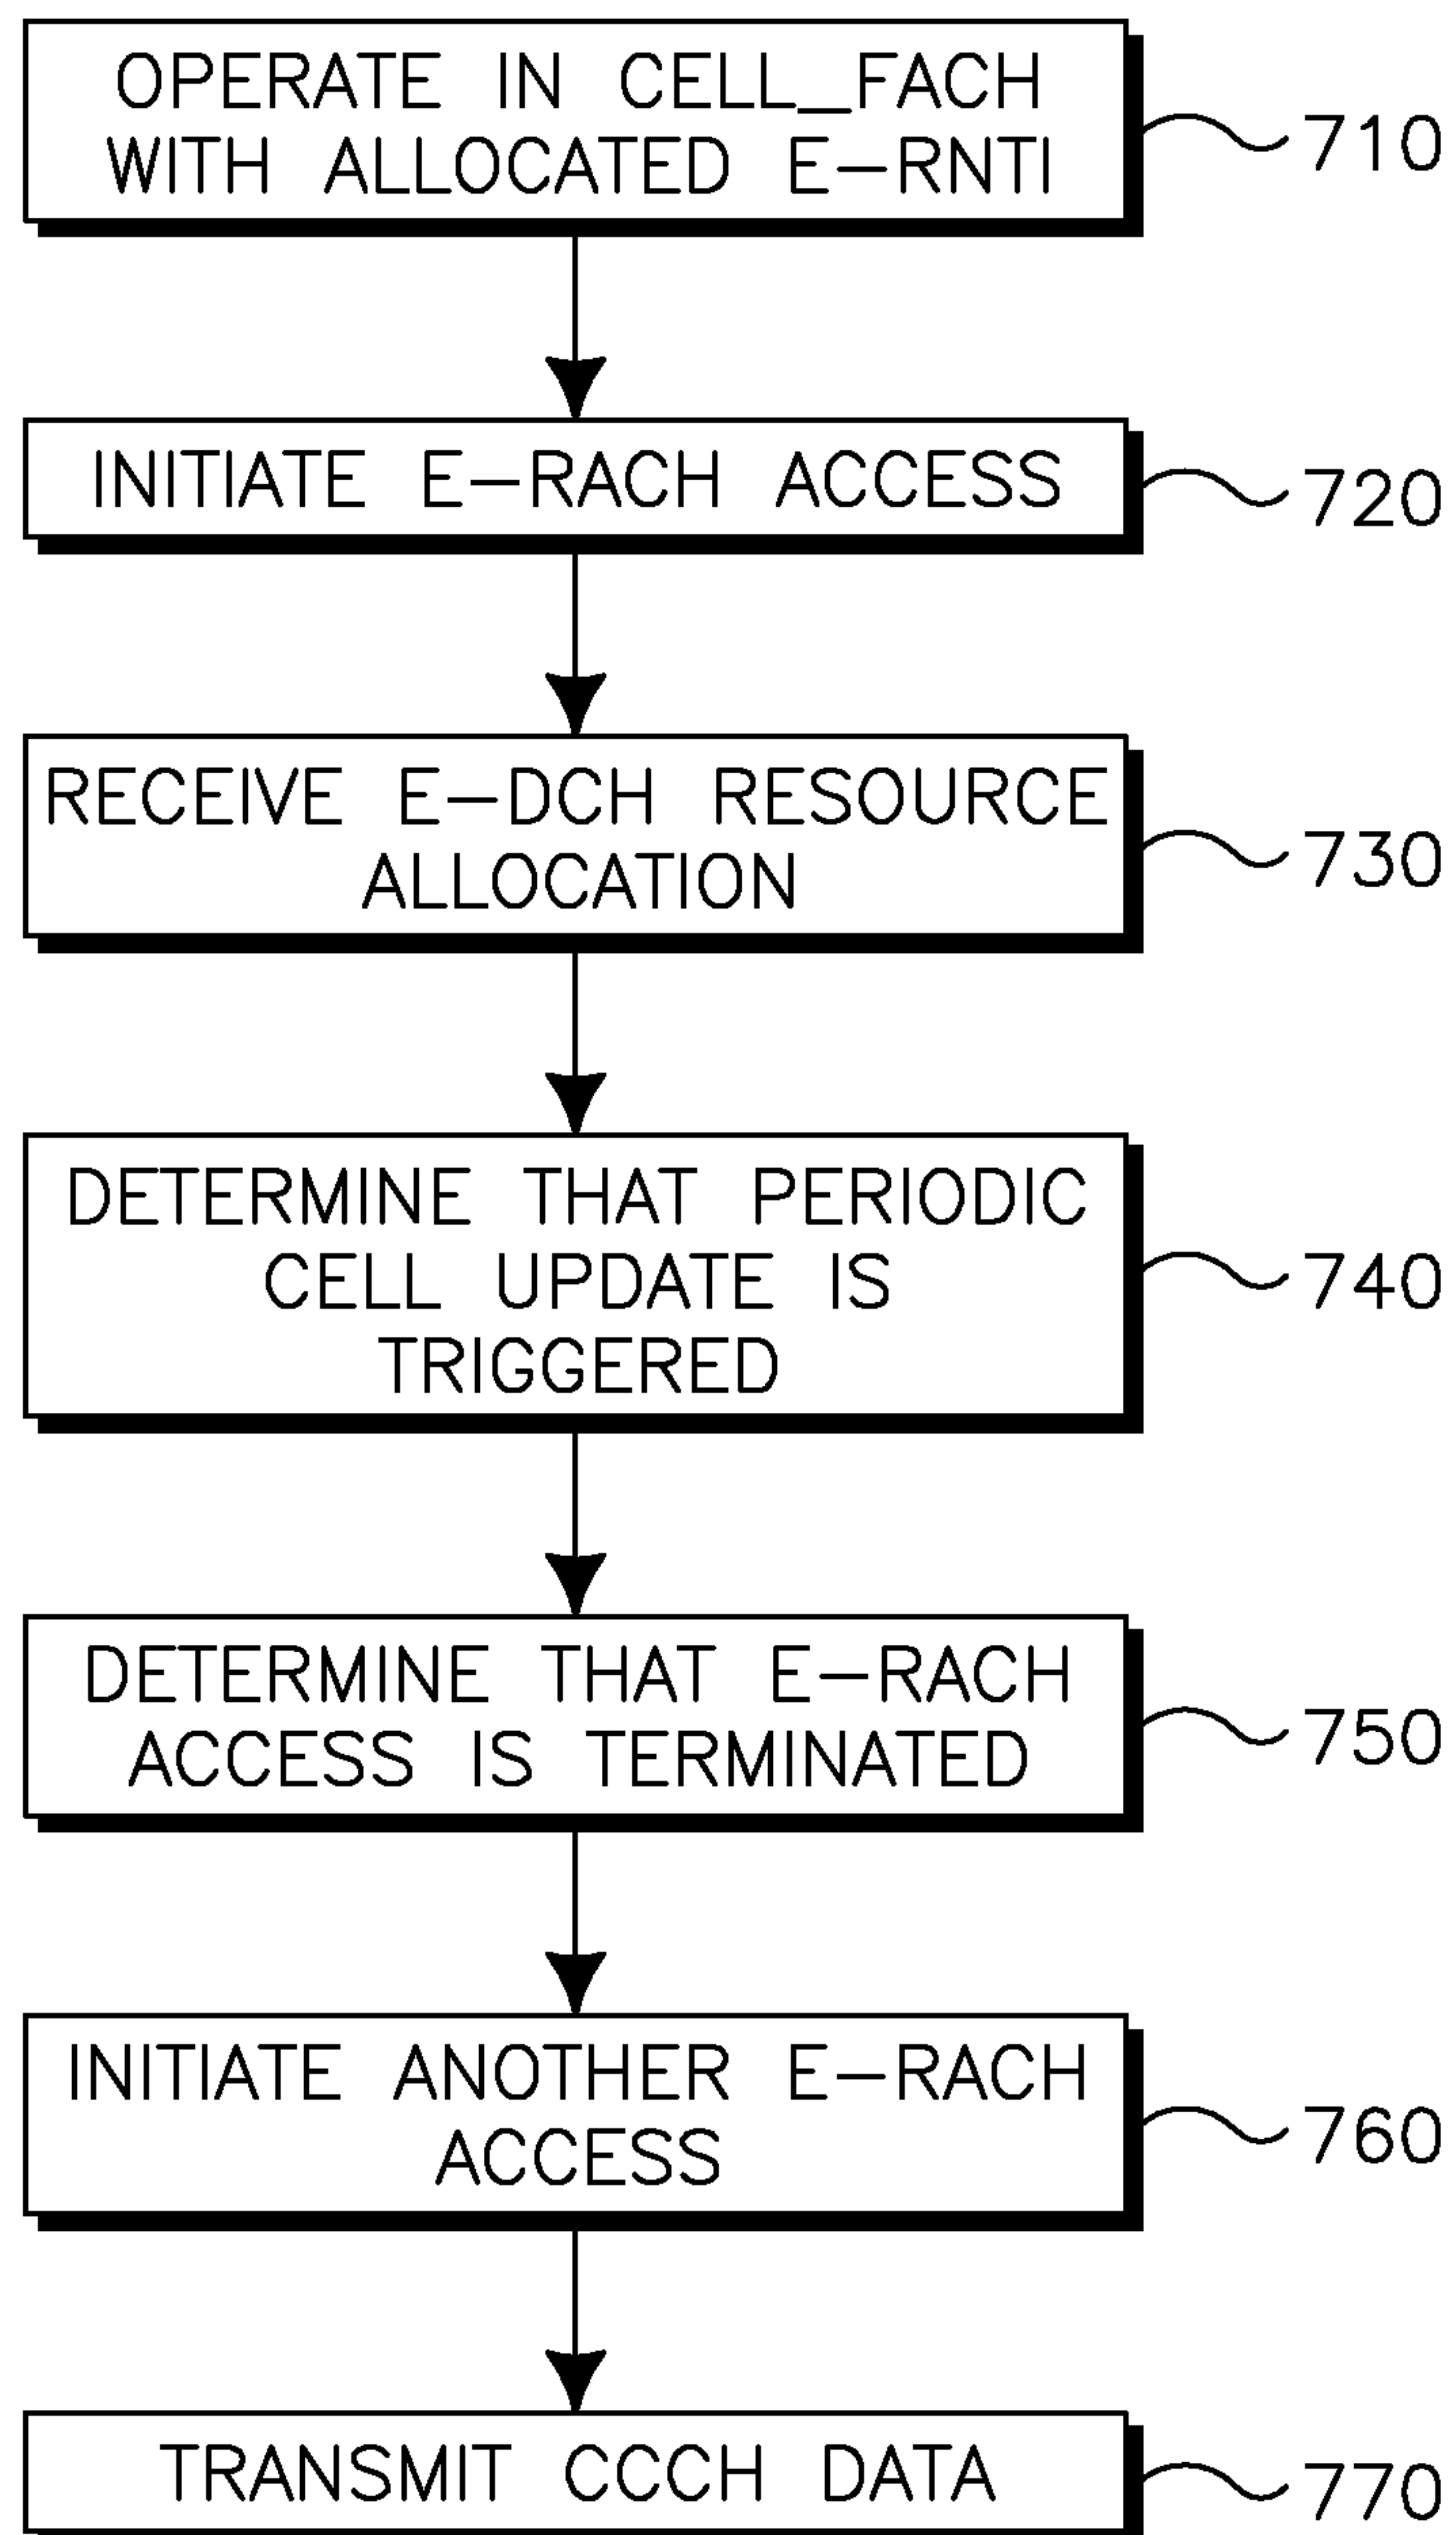 OPERATE IN CELL_FACH
WITH ALLOCATED E-RNTI
710
INITIATE E-RACH ACCESS
720
RECEIVE E-DCH RESOURCE
ALLOCATION
730
DETERMINE THAT PERIODIC
CELL UPDATE IS
TRIGGERED
740
DETERMINE THAT E-RACH
ACCESS IS TERMINATED
750
INITIATE ANOTHER E-RACH
ACCESS
760
TRANSMIT CCCH DATA
770